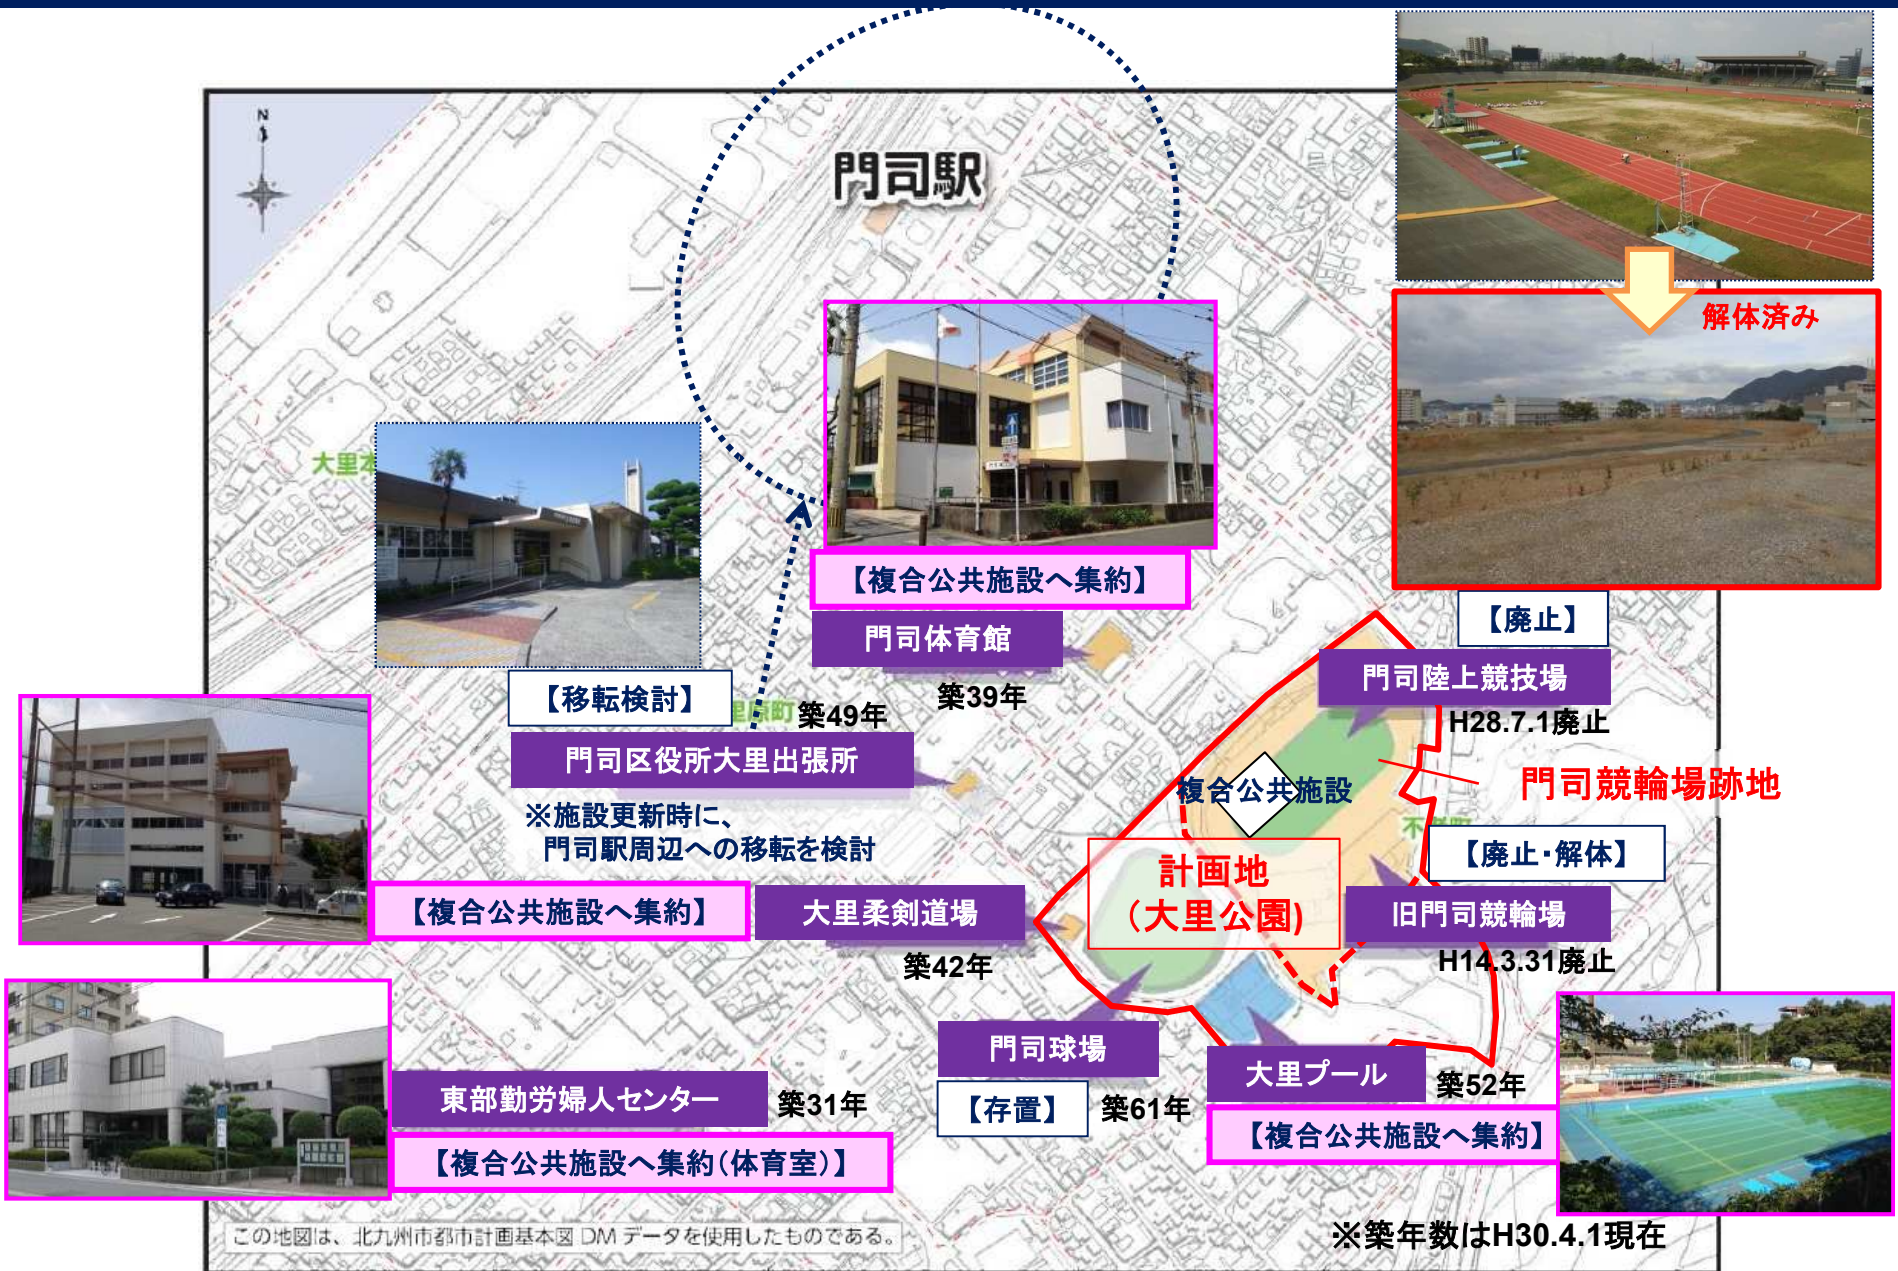 N
門司駅
解体済み
大里本
【複合公共施設へ集約】
門司体育館
築39年
【廃止】
門司陸上競技場
H28.7.1廃止
【移転検討】
里原町
築49年
門司区役所大里出張所
※施設更新時に、
門司駅周辺への移転を検討
複合公共施設
門司競輪場跡地
不老町
【廃止・解体】
計画地
（大里公園)
旧門司競輪場
H14.3.31廃止
【複合公共施設へ集約】
大里柔剣道場
築42年
門司球場
【存置】
築61年
大里プール
築52年
【複合公共施設へ集約】
東部勤労婦人センター
築31年
【複合公共施設へ集約（体育室）】
この地図は、北九州市都市計画基本図 DM データを使用したものである。
※築年数はH30.4.1現在